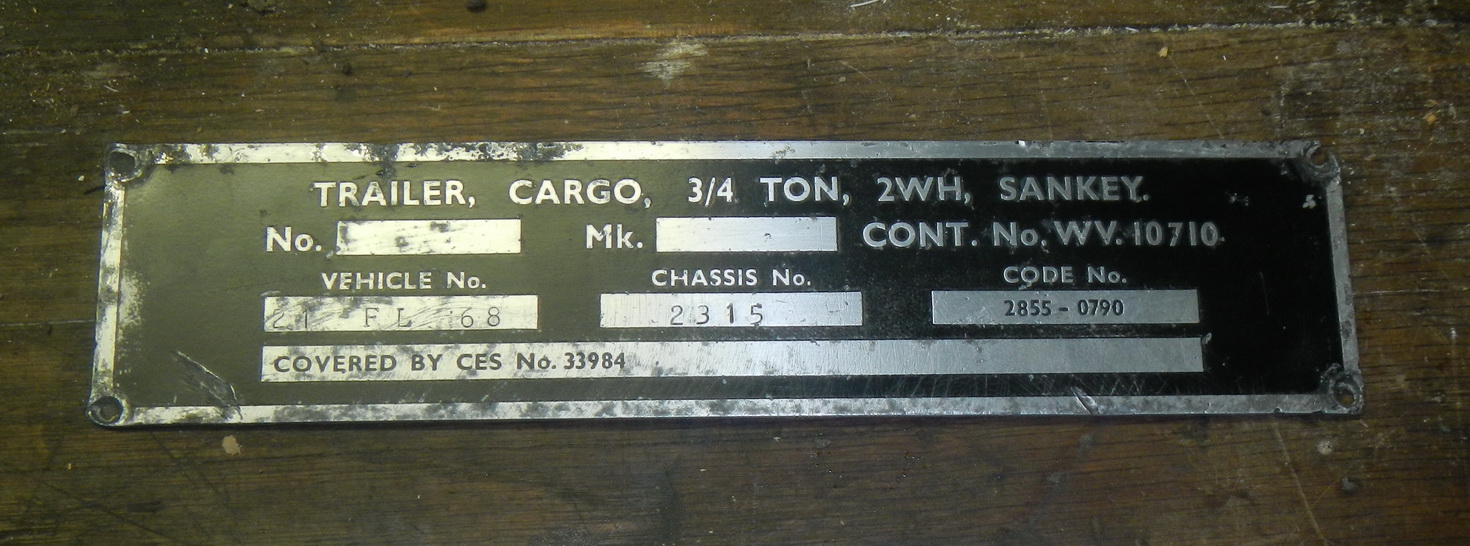 TRAILER, CARGO, 3/4 TON, 2WH, SANKEY.
No. Mk. CONT. No. WV. 10710.
VEHICLE No. CHASSIS No. CODE No.
21 FL 68 2315 2855 - 0790
COVERED BY CES No. 33984